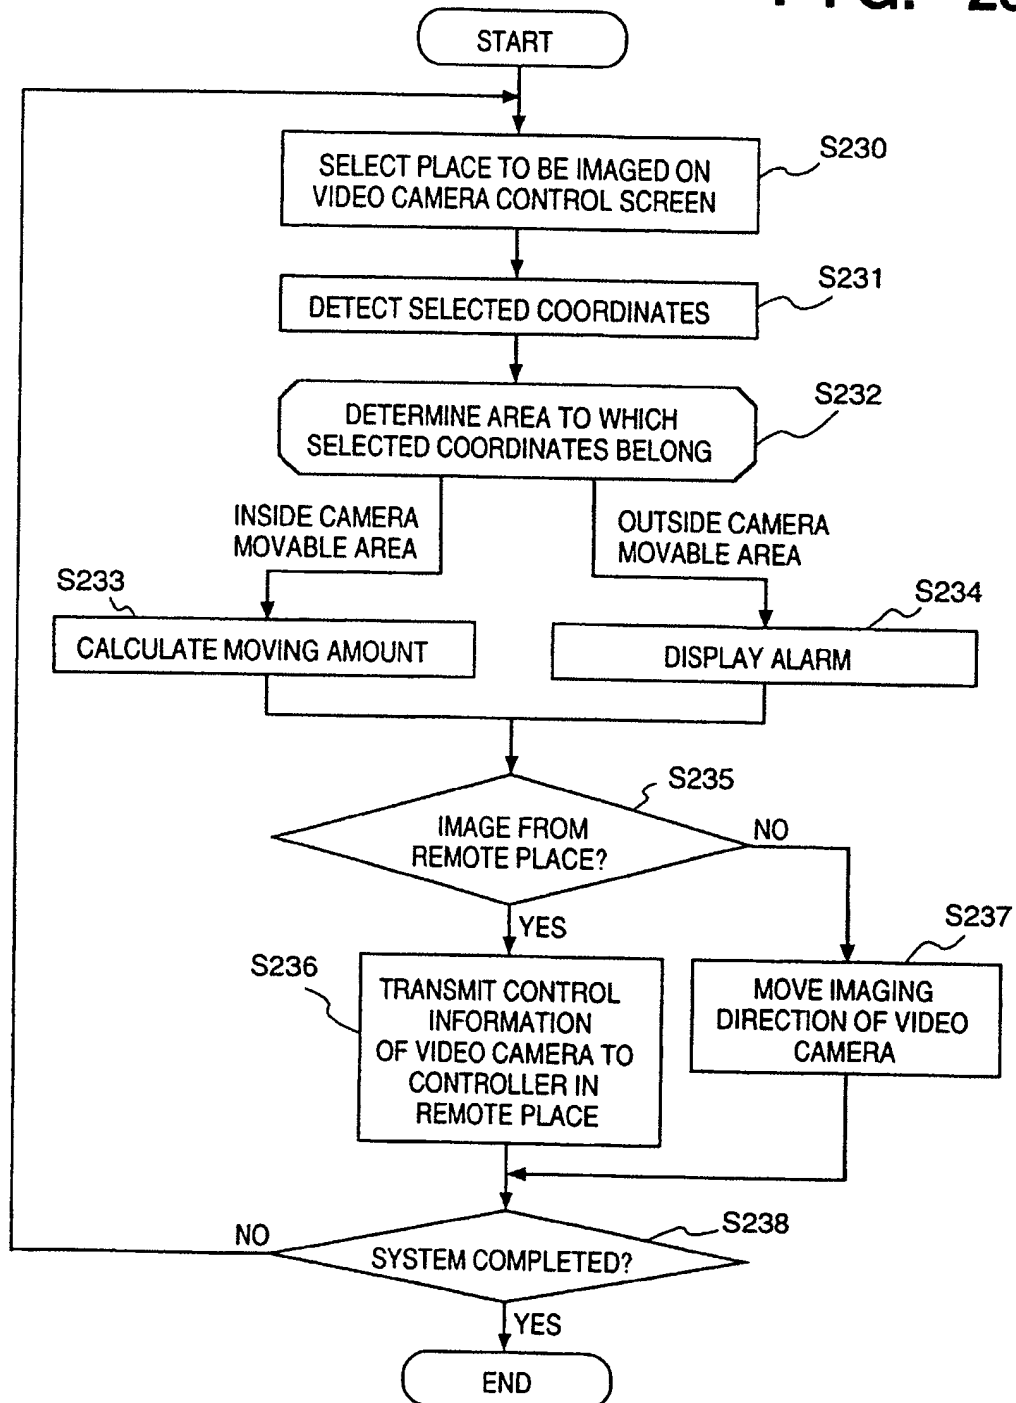 START
S230
SELECT PLACE TO BE IMAGED ON
VIDEO CAMERA CONTROL SCREEN
S231
DETECT SELECTED COORDINATES
S232
DETERMINE AREA TO WHICH
SELECTED COORDINATES BELONG
INSIDE CAMERA
MOVABLE AREA
OUTSIDE CAMERA
MOVABLE AREA
S233
CALCULATE MOVING AMOUNT
S234
DISPLAY ALARM
S235
IMAGE FROM
REMOTE PLACE?
NO
YES
S236
TRANSMIT CONTROL
INFORMATION
OF VIDEO CAMERA TO
CONTROLLER IN
REMOTE PLACE
S237
MOVE IMAGING
DIRECTION OF VIDEO
CAMERA
S238
SYSTEM COMPLETED?
NO
YES
END